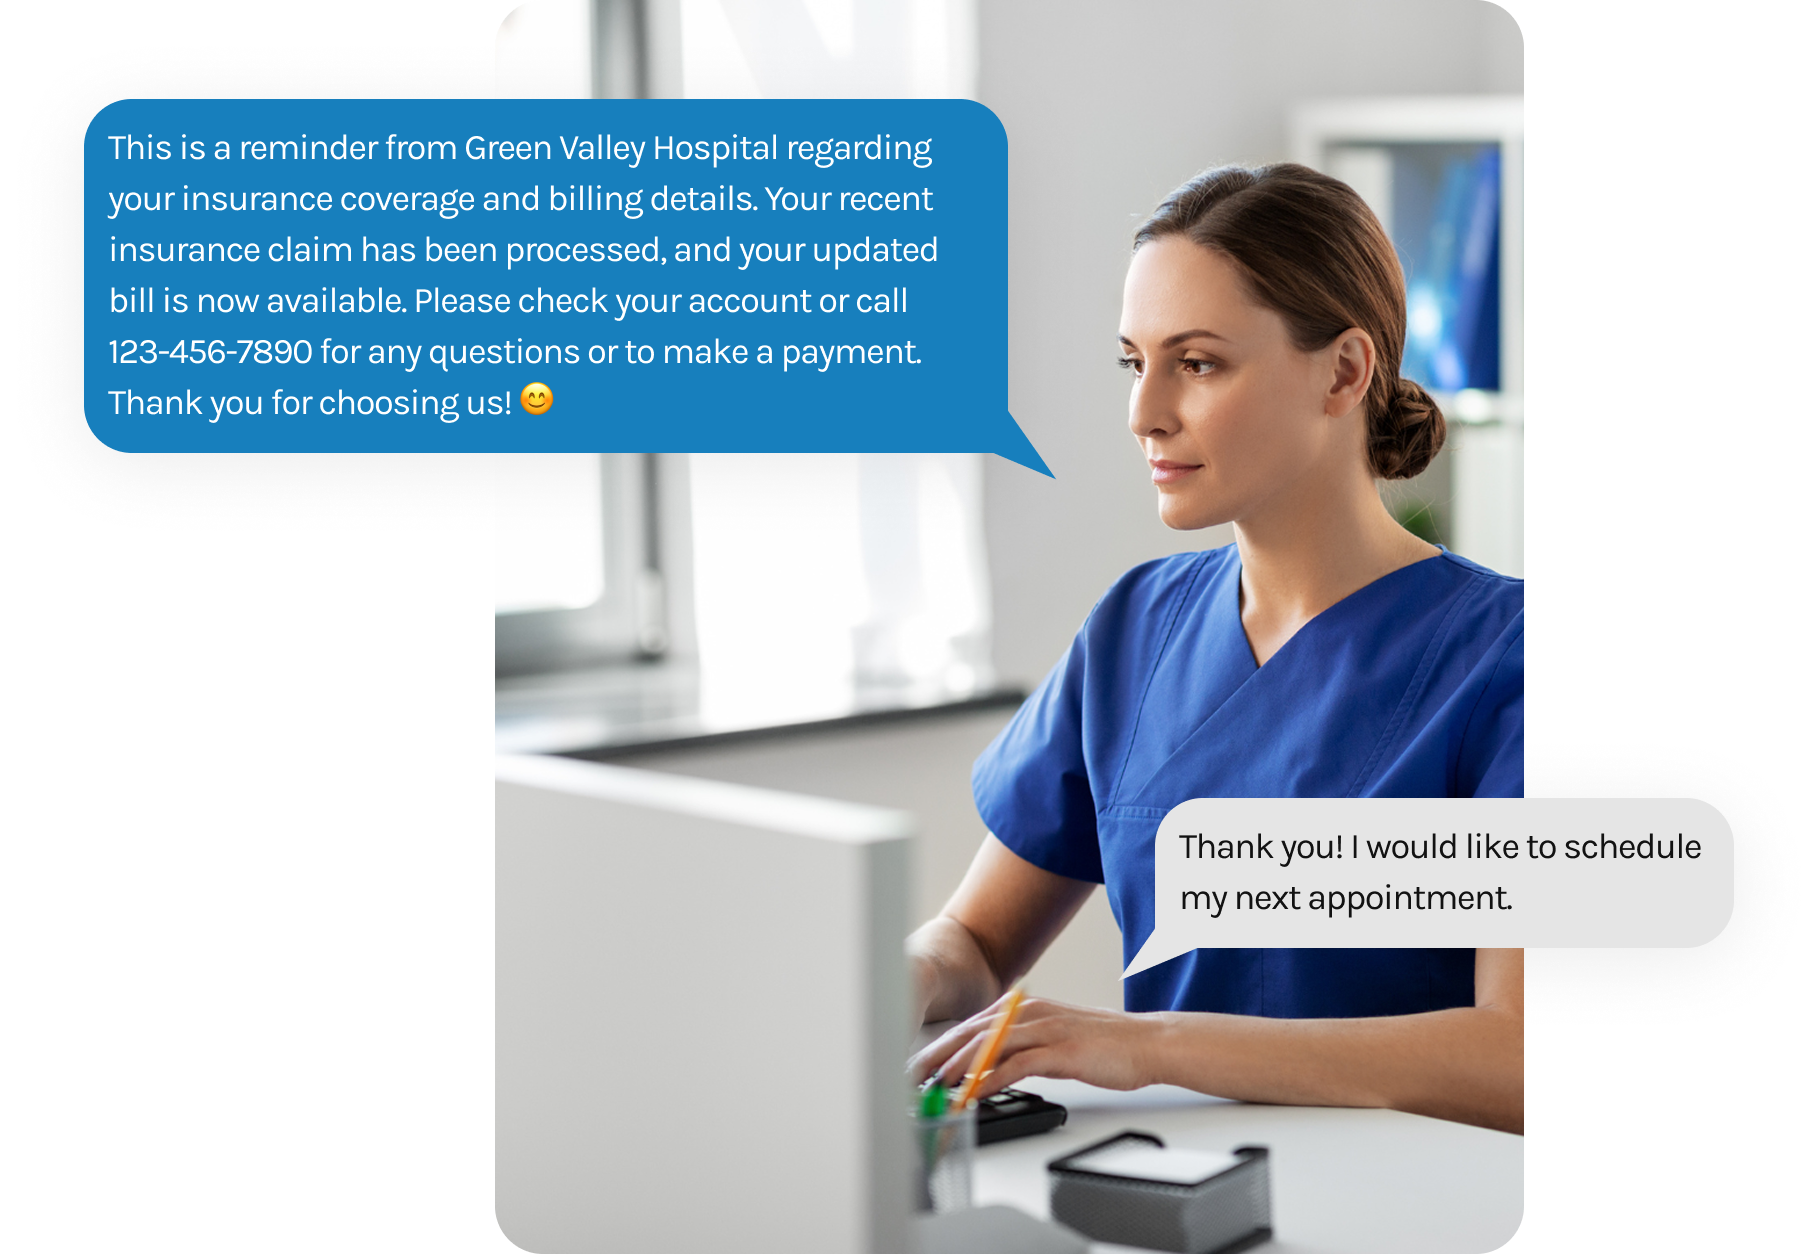 This is a reminder from Green Valley Hospital regarding
your insurance coverage and billing details. Your recent
insurance claim has been processed, and your updated
bill is now available. Please check your account or call
123-456-7890 for any questions or to make a payment.
Thank you for choosing us! 😊
Thank you! I would like to schedule
my next appointment.